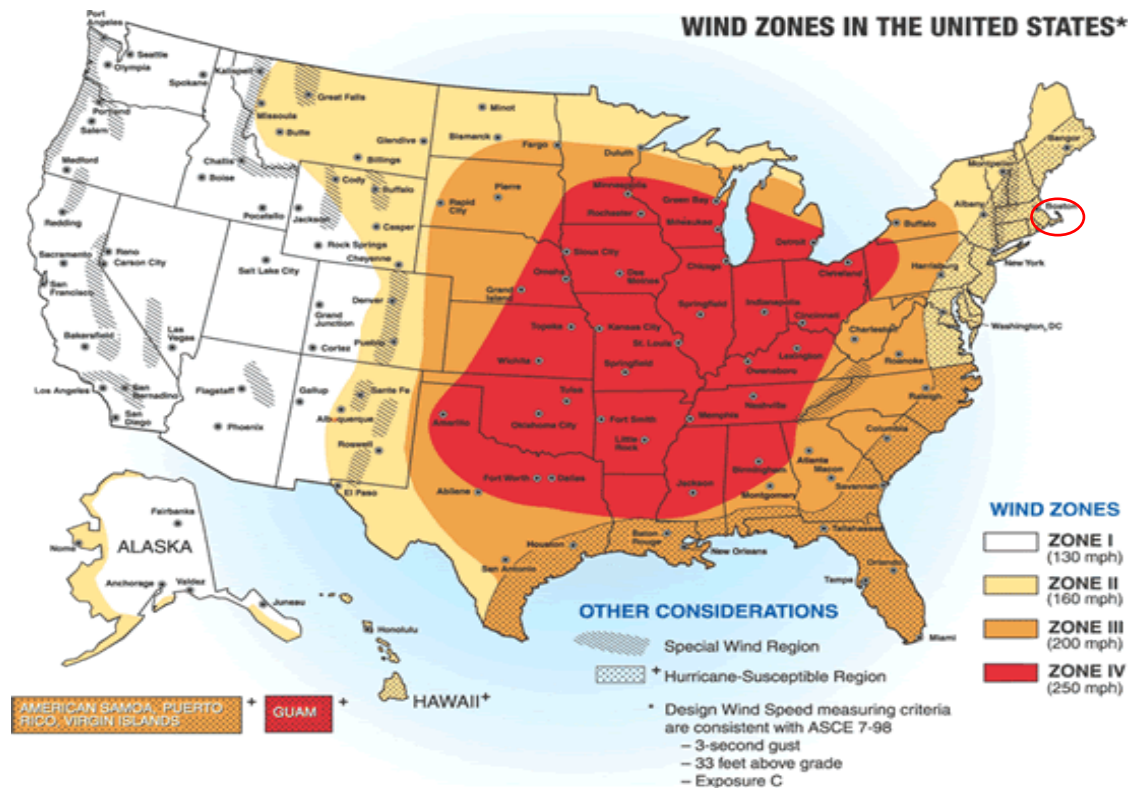 WIND ZONES IN THE UNITED STATES*
Port
Angeles
Seattle
Olympia
Spokane
Kalispell
Great Falls
Missoula
Butte
Glendive
Billings
Minot
Bismarck
Fargo
Duluth
Portland
Salem
Medford
Redding
Challis
Boise
Pocatello
Cody
Buffalo
Jackson
Casper
Rock Springs
Cheyenne
Rapid
City
Pierre
Minneapolis
Rochester
Green Bay
Milwaukee
Detroit
Buffalo
Albany
Montpelier
Bangor
Boston
New York
Harrisburg
Washington, DC
Sacramento
San
Francisco
Reno
Carson City
Salt Lake City
Grand
Junction
Denver
Pueblo
Cortez
Grand
Island
Omaha
Sioux City
Des
Moines
Chicago
Cleveland
Springfield
Indianapolis
Cincinnati
Charleston
Roanoke
Raleigh
Bakersfield
Las
Vegas
Los Angeles
San
Bernadino
San
Diego
Flagstaff
Phoenix
Gallup
Santa Fe
Albuquerque
Roswell
El Paso
Topeka
Kansas City
St. Louis
Wichita
Springfield
Lexington
Owensboro
Nashville
Memphis
Tulsa
Oklahoma City
Fort Smith
Little
Rock
Amarillo
Fort Worth
Dallas
Abilene
Jackson
Birmingham
Montgomery
Atlanta
Macon
Columbia
Savannah
San Antonio
Houston
Baton
Rouge
New Orleans
Tallahassee
Orlando
Tampa
Miami
ALASKA
Fairbanks
Nome
Anchorage
Valdez
Juneau
Honolulu
HAWAII+
AMERICAN SAMOA, PUERTO
RICO, VIRGIN ISLANDS
+
GUAM
+
OTHER CONSIDERATIONS
Special Wind Region
+ Hurricane-Susceptible Region
* Design Wind Speed measuring criteria
are consistent with ASCE 7-98
– 3-second gust
– 33 feet above grade
– Exposure C
WIND ZONES
ZONE I
(130 mph)
ZONE II
(160 mph)
ZONE III
(200 mph)
ZONE IV
(250 mph)